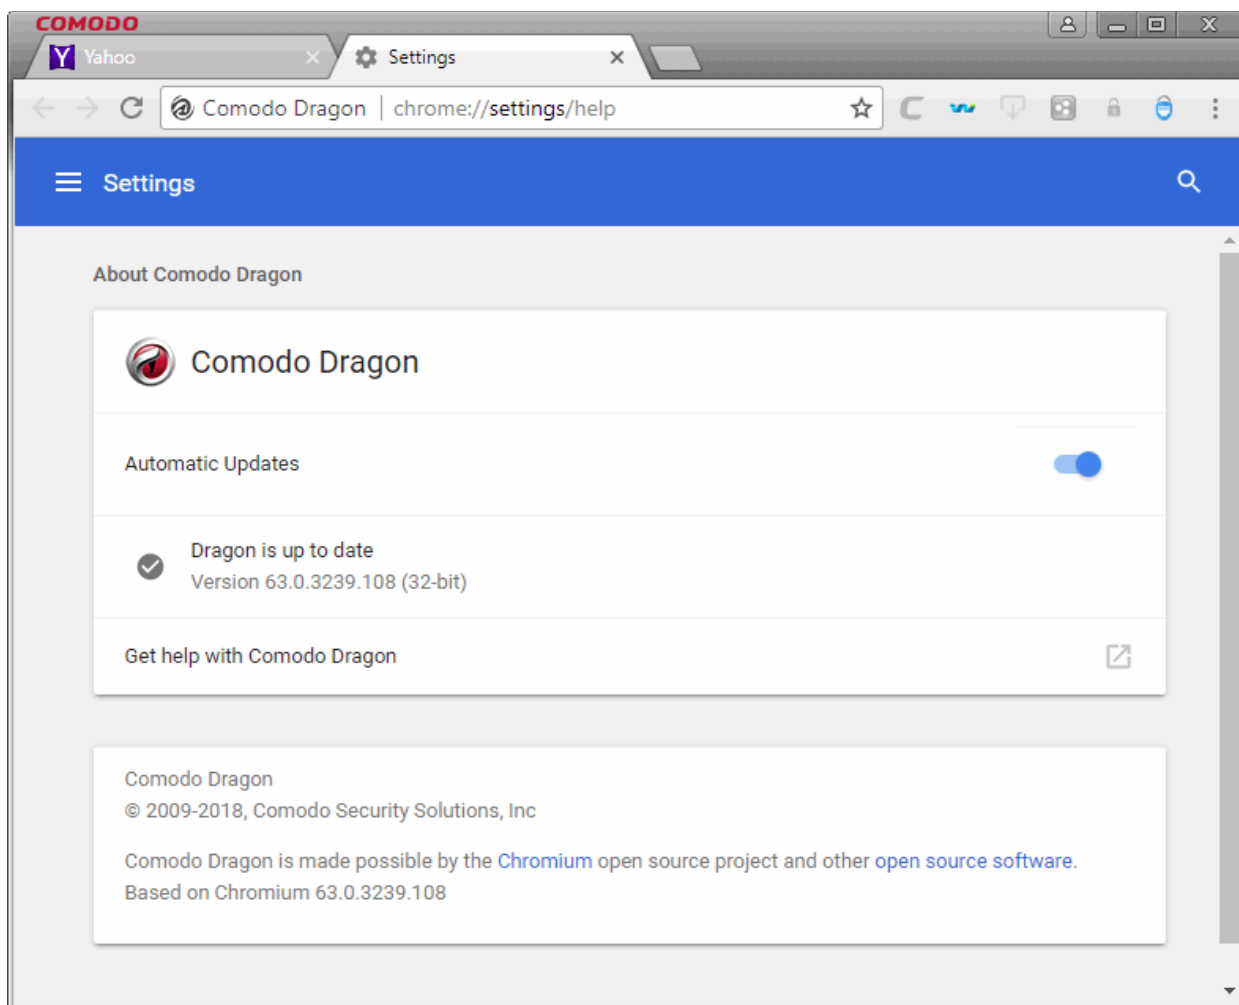 COMODO
Yahoo
Settings
Comodo Dragon | chrome://settings/help
Settings
About Comodo Dragon
Comodo Dragon
Automatic Updates
Dragon is up to date
Version 63.0.3239.108 (32-bit)
Get help with Comodo Dragon
Comodo Dragon
© 2009-2018, Comodo Security Solutions, Inc
Comodo Dragon is made possible by the Chromium open source project and other open source software.
Based on Chromium 63.0.3239.108